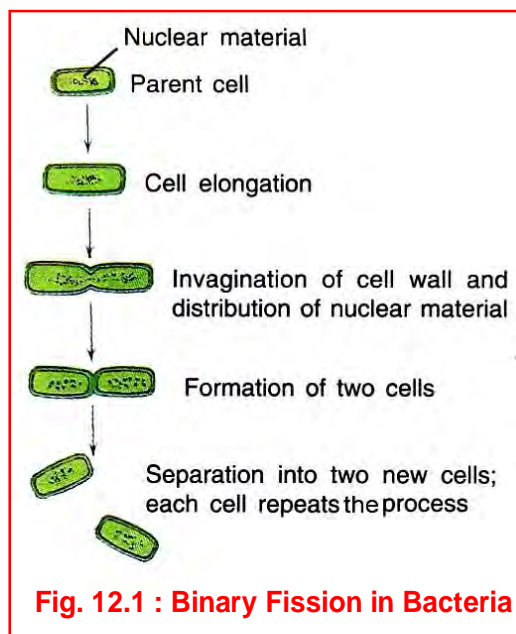 Nuclear material
Parent cell
Cell elongation
Invagination of cell wall and
distribution of nuclear material
Formation of two cells
Separation into two new cells;
each cell repeats the process
Fig. 12.1 : Binary Fission in Bacteria